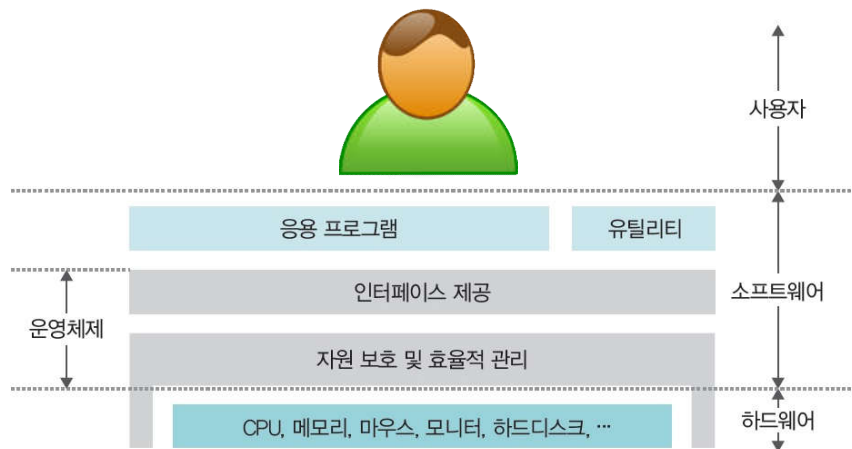 사용자
응용 프로그램
유틸리티
인터페이스 제공
소프트웨어
운영체제
자원 보호 및 효율적 관리
CPU, 메모리, 마우스, 모니터, 하드디스크, …
하드웨어